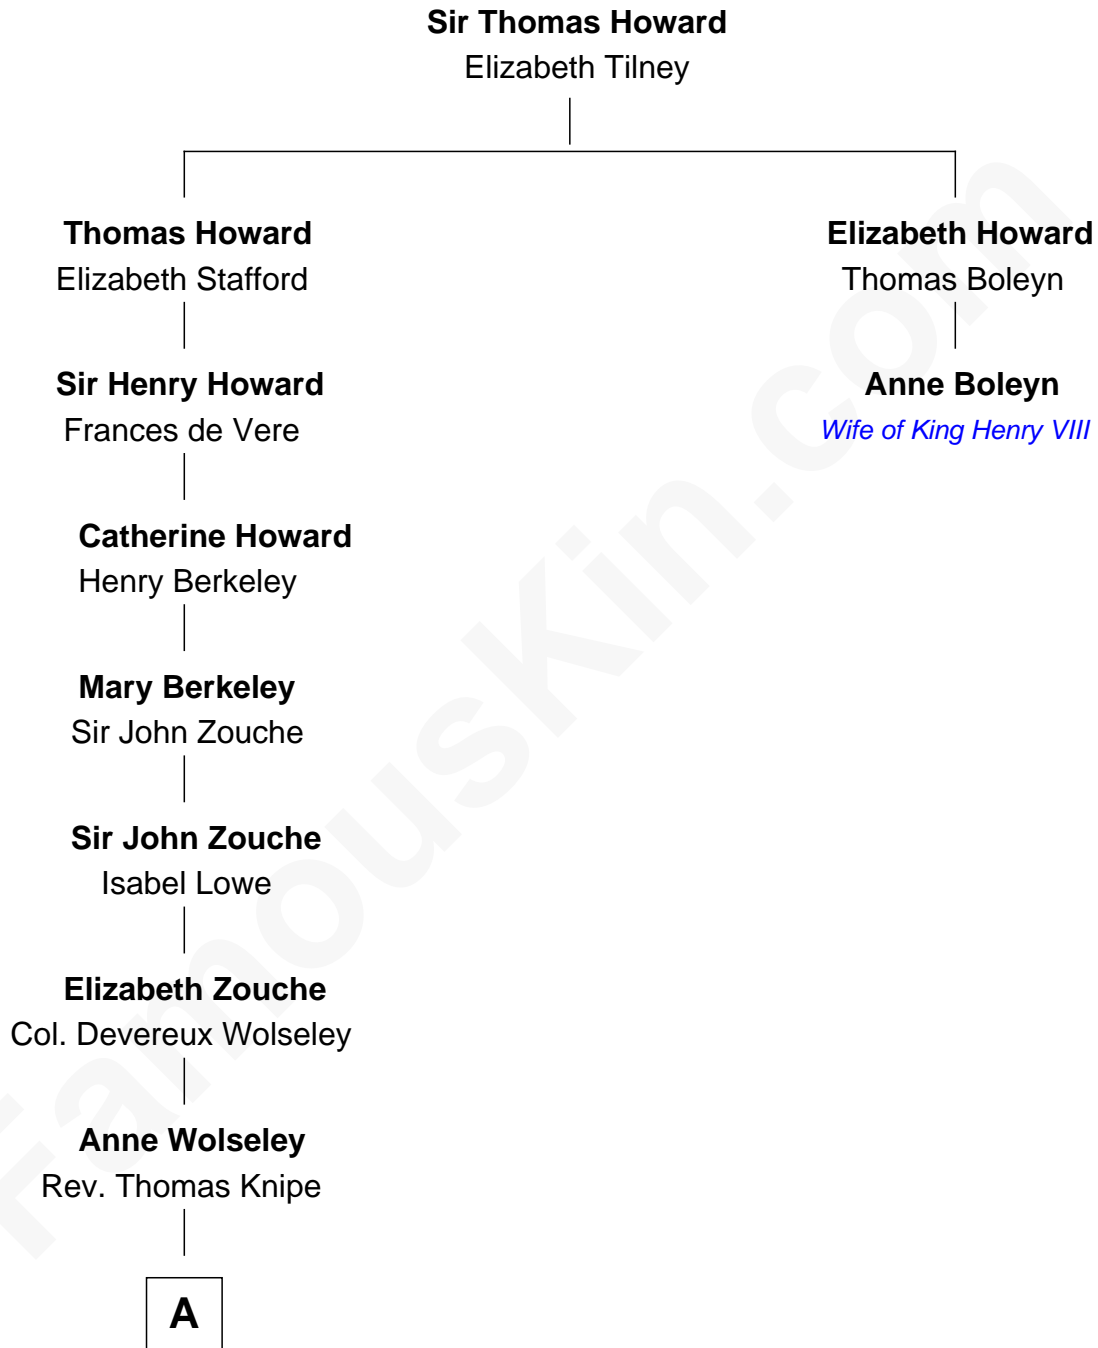 Sir Thomas Howard
Elizabeth Tilney
Thomas Howard
Elizabeth Stafford
Elizabeth Howard
Thomas Boleyn
Sir Henry Howard
Frances de Vere
Anne Boleyn
Wife of King Henry VIII
Catherine Howard
Henry Berkeley
Mary Berkeley
Sir John Zouche
Sir John Zouche
Isabel Lowe
Elizabeth Zouche
Col. Devereux Wolseley
Anne Wolseley
Rev. Thomas Knipe
A
FamousKin.com